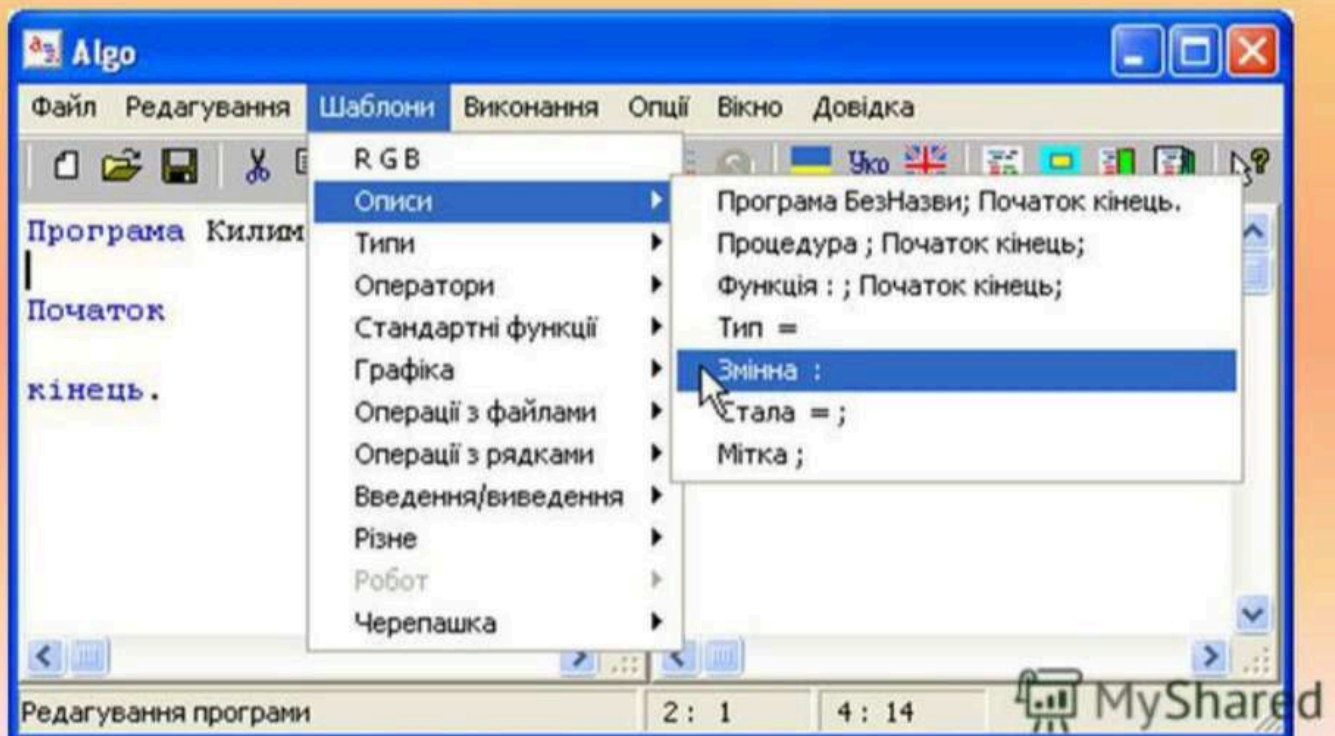 Algo
Файл Редагування Шаблони Виконання Опції Вікно Довідка
Укр
Програма Килим
Початок
кінець.
R G B
Описи
Типи
Оператори
Стандартні функції
Графіка
Операції з файлами
Операції з рядками
Введення/виведення
Різне
Робот
Черепашка
Програма БезНазви; Початок кінець.
Процедура ; Початок кінець;
Функція : ; Початок кінець;
Тип =
Змінна :
Стала = ;
Мітка ;
Редагування програми 2: 1 4: 14
MyShared